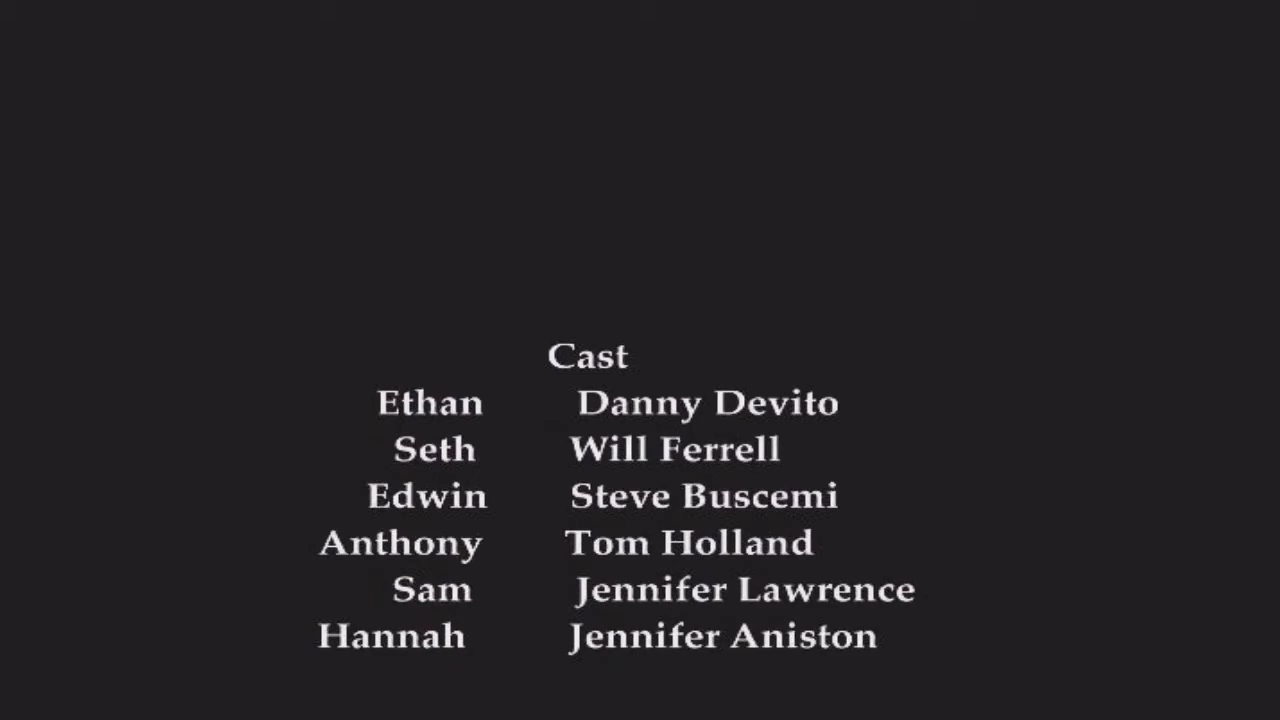 Cast
Ethan Danny Devito
Seth Will Ferrell
Edwin Steve Buscemi
Anthony Tom Holland
Sam Jennifer Lawrence
Hannah Jennifer Aniston